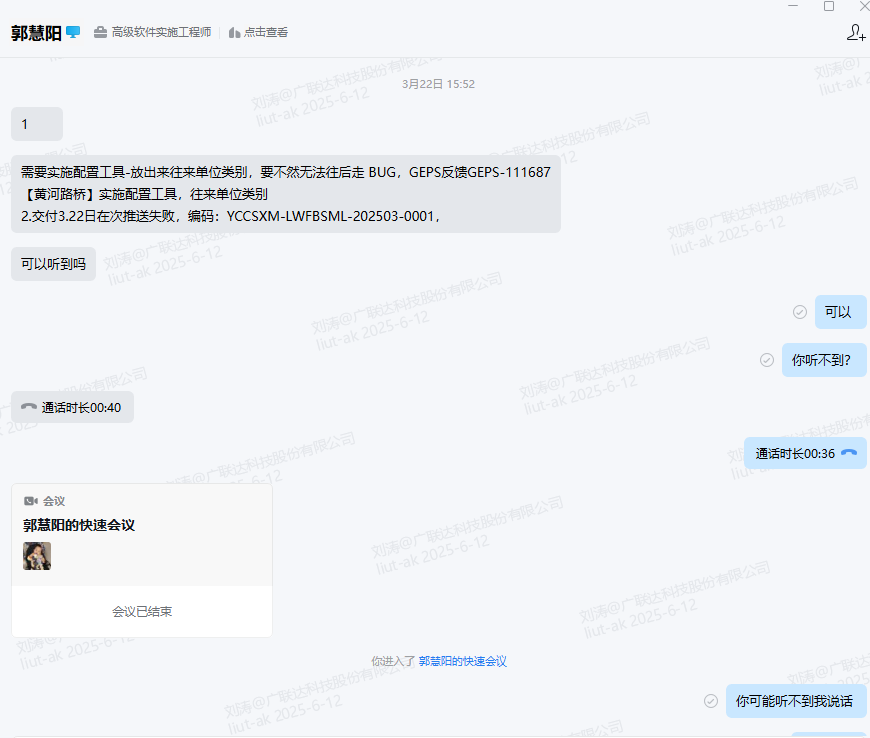 郭慧阳 高级软件实施工程师 点击查看
3月22日 15:52
1
需要实施配置工具-放出来往来单位类别，要不然无法往后走 BUG，GEPS反馈GEPS-111687
【黄河路桥】实施配置工具，往来单位类别
2.交付3.22日在次推送失败，编码：YCCSXM-LWFBSML-202503-0001，
可以听到吗
可以
你听不到？
通话时长00:40
通话时长00:36
会议
郭慧阳的快速会议
会议已结束
你进入了 郭慧阳的快速会议
你可能听不到我说话
刘涛@广联达科技股份有限公司
liut-ak 2025-6-12